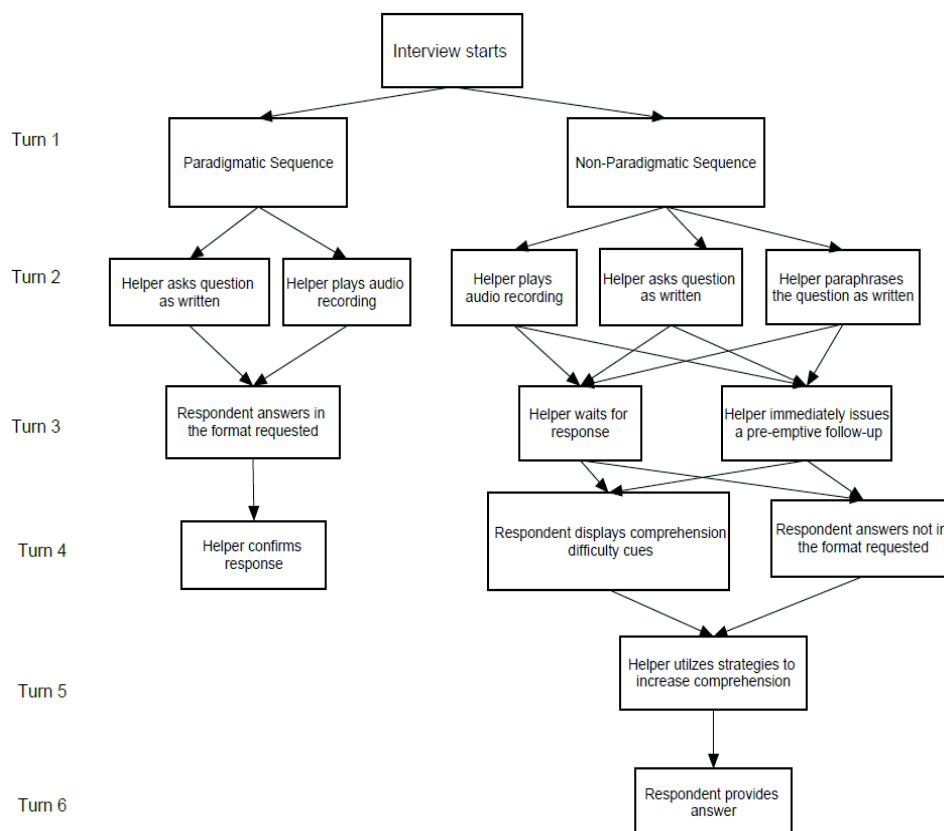 Interview starts
Turn 1
Paradigmatic Sequence
Non-Paradigmatic Sequence
Turn 2
Helper asks question
as written
Helper plays audio
recording
Helper plays
audio recording
Helper asks question
as written
Helper paraphrases
the question as written
Turn 3
Respondent answers in
the format requested
Helper waits for
response
Helper immediately issues
a pre-emptive follow-up
Turn 4
Helper confirms
response
Respondent displays comprehension
difficulty cues
Respondent answers not in
the format requested
Turn 5
Helper utilzes strategies to
increase comprehension
Turn 6
Respondent provides
answer